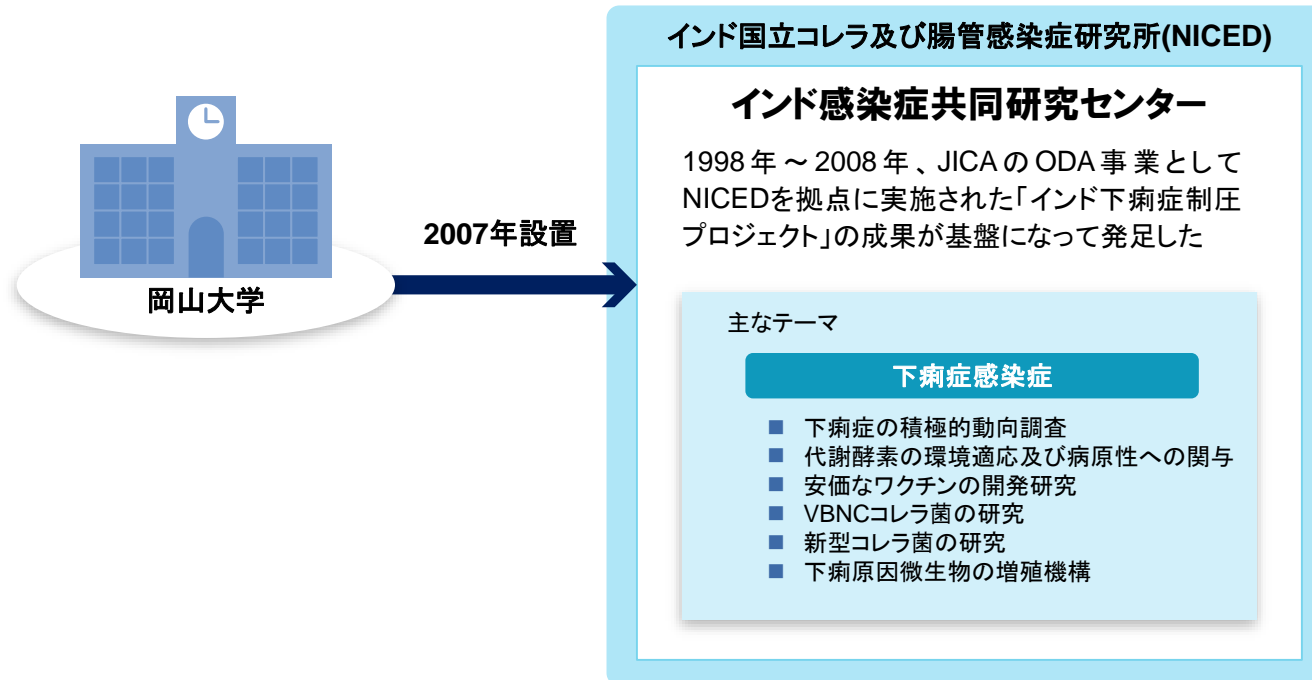 インド国立コレラ及び腸管感染症研究所(NICED)
インド感染症共同研究センター
1998年～2008年、JICAのODA事業として
NICEDを拠点に実施された「インド下痢症制圧
プロジェクト」の成果が基盤になって発足した
2007年設置
岡山大学
主なテーマ
下痢症感染症
■ 下痢症の積極的動向調査
■ 代謝酵素の環境適応及び病原性への関与
■ 安価なワクチンの開発研究
■ VBNCコレラ菌の研究
■ 新型コレラ菌の研究
■ 下痢原因微生物の増殖機構